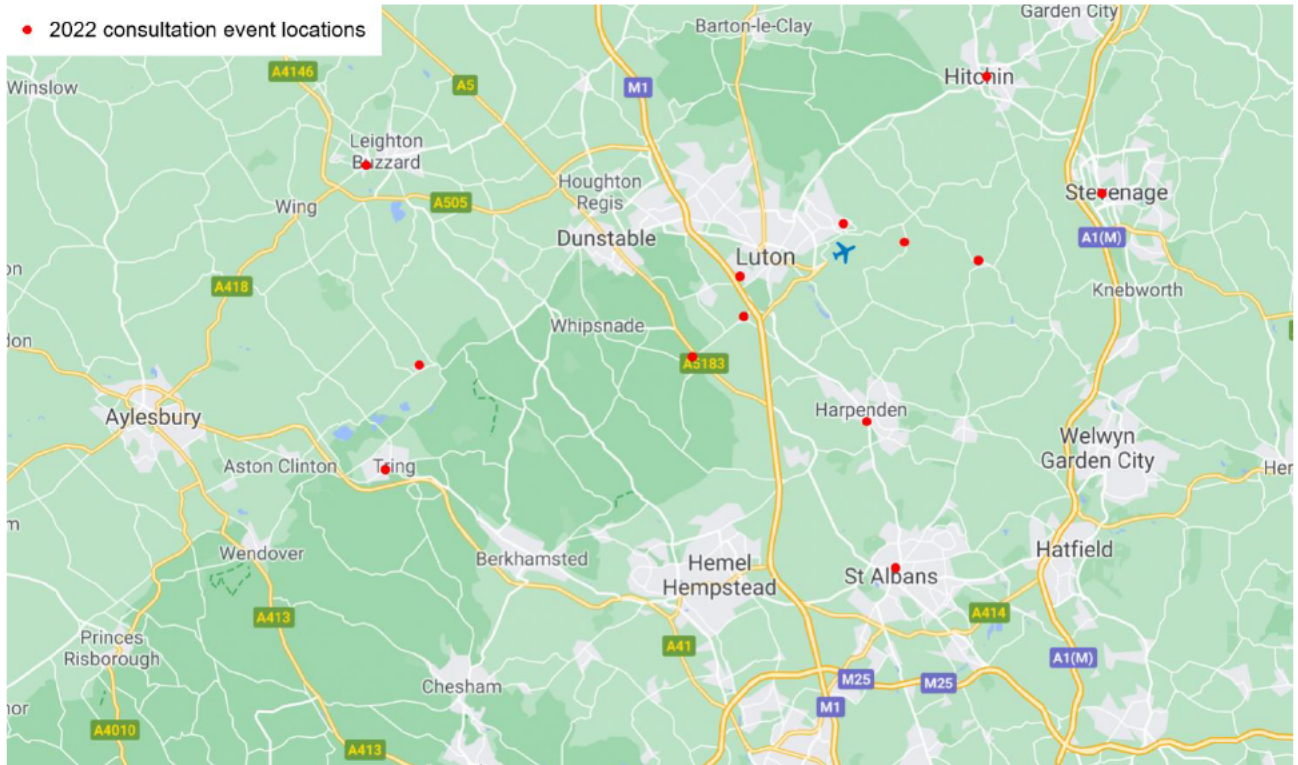 2022 consultation event locations
Garden City
Barton-le-Clay
Hitchin
A4146
A5
M1
Winslow
Leighton
Buzzard
Houghton
Regis
Stevenage
Wing
A505
Dunstable
Luton
A1(M)
A418
Knebworth
Whipsnade
A5183
Aylesbury
Harpenden
Welwyn
Garden City
Aston Clinton
Tring
Wendover
Berkhamsted
Hemel
Hempstead
St Albans
Hatfield
A413
A414
Princes
Risborough
A41
A1(M)
Chesham
M25
M25
M1
A4010
A413